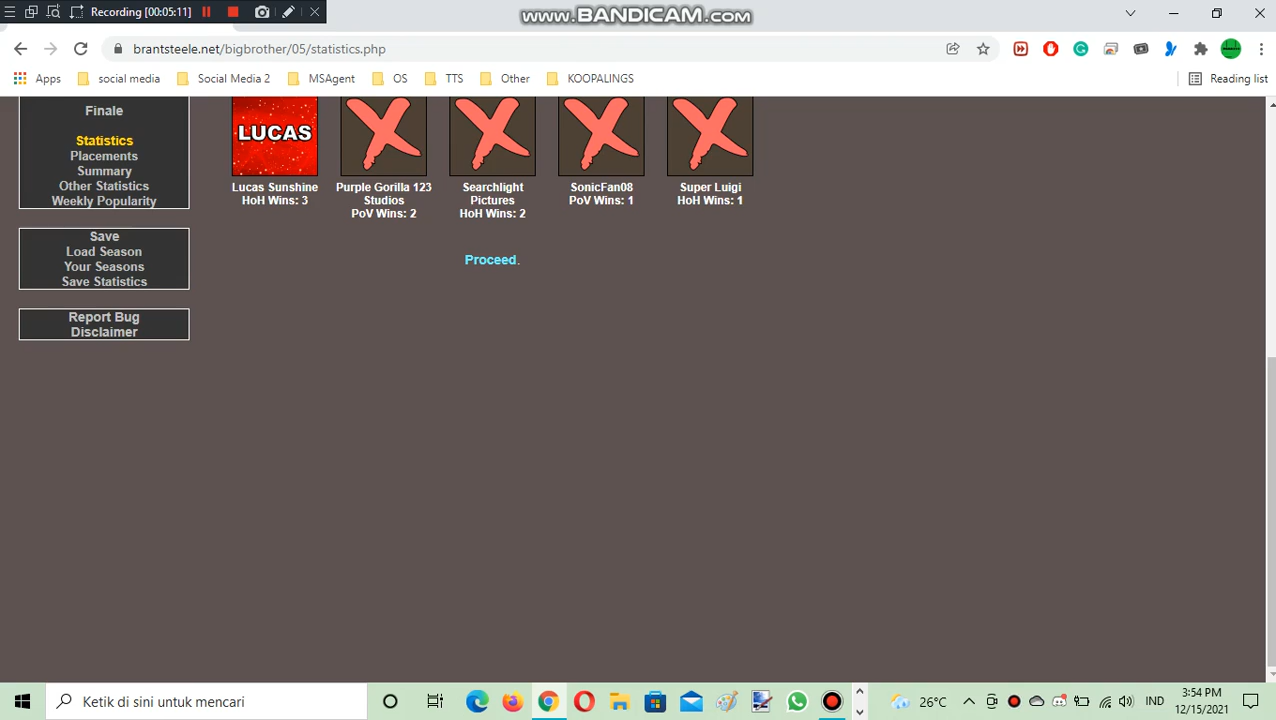 Recording [00:05:11]
www.BANDICAM.com
brantsteele.net/bigbrother/05/statistics.php
Apps
social media
Social Media 2
MSAgent
OS
TTS
Other
KOOPALINGS
Reading list
Finale
Statistics
Placements
Summary
Other Statistics
Weekly Popularity
LUCAS
Lucas Sunshine
HoH Wins: 3
Purple Gorilla 123
Studios
PoV Wins: 2
Searchlight
Pictures
HoH Wins: 2
SonicFan08
PoV Wins: 1
Super Luigi
HoH Wins: 1
Save
Load Season
Your Seasons
Save Statistics
Proceed.
Report Bug
Disclaimer
Ketik di sini untuk mencari
26°C
IND
3:54 PM
12/15/2021